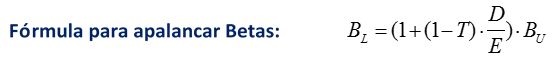 Fórmula para apalancar Betas: B_L = (1 + (1 − T) · D/E) · B_U